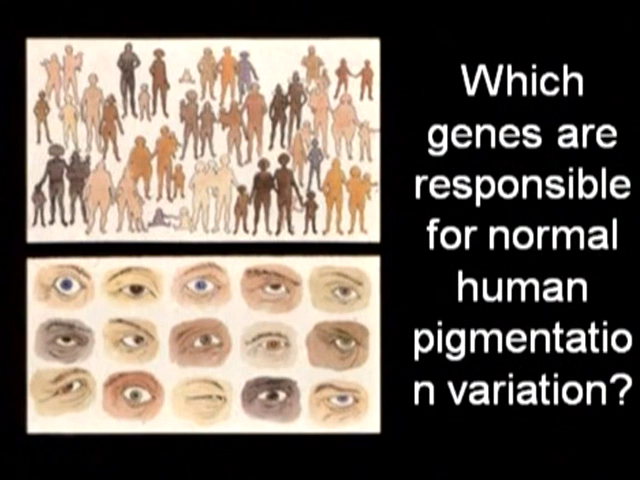 Which
genes are
responsible
for normal
human
pigmentatio
n variation?